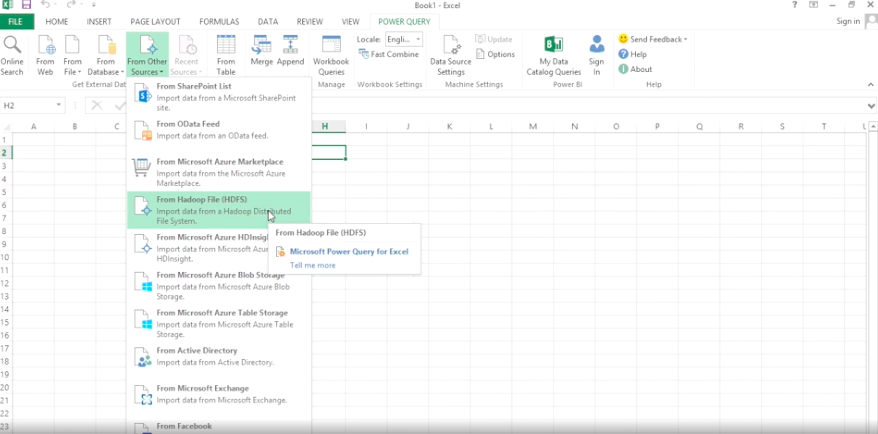 Book1 - Excel
?
FILE HOME INSERT PAGE LAYOUT FORMULAS DATA REVIEW VIEW POWER QUERY Sign in
Online Search
From Web
From File
From Database
From Other Sources
Recent Sources
From Table
Merge Append
Workbook Queries
Locale: Engli...
Fast Combine
Data Source Settings
Update
Options
My Data Catalog Queries
Sign In
Send Feedback
Help
About
Get External Dat
Manage
Workbook Settings
Machine Settings
Power BI
Help
H2
A B C H I J K L M N O P Q R S T
1
2
3
4
5
6
7
8
9
10
11
12
13
14
15
16
17
18
19
20
21
22
23
From SharePoint List
Import data from a Microsoft SharePoint
site.
From OData Feed
Import data from an OData feed.
From Microsoft Azure Marketplace
Import data from the Microsoft Azure
Marketplace.
From Hadoop File (HDFS)
Import data from a Hadoop Distributed
File System.
From Microsoft Azure HDInsigh
Import data from Microsoft Azure
HDInsight.
From Microsoft Azure Blob Storage
Import data from Microsoft Azure Blob
Storage.
From Microsoft Azure Table Storage
Import data from Microsoft Azure Table
Storage.
From Active Directory
Import data from Active Directory.
From Microsoft Exchange
Import data from Microsoft Exchange.
From Facebook
From Hadoop File (HDFS)
Microsoft Power Query for Excel
Tell me more